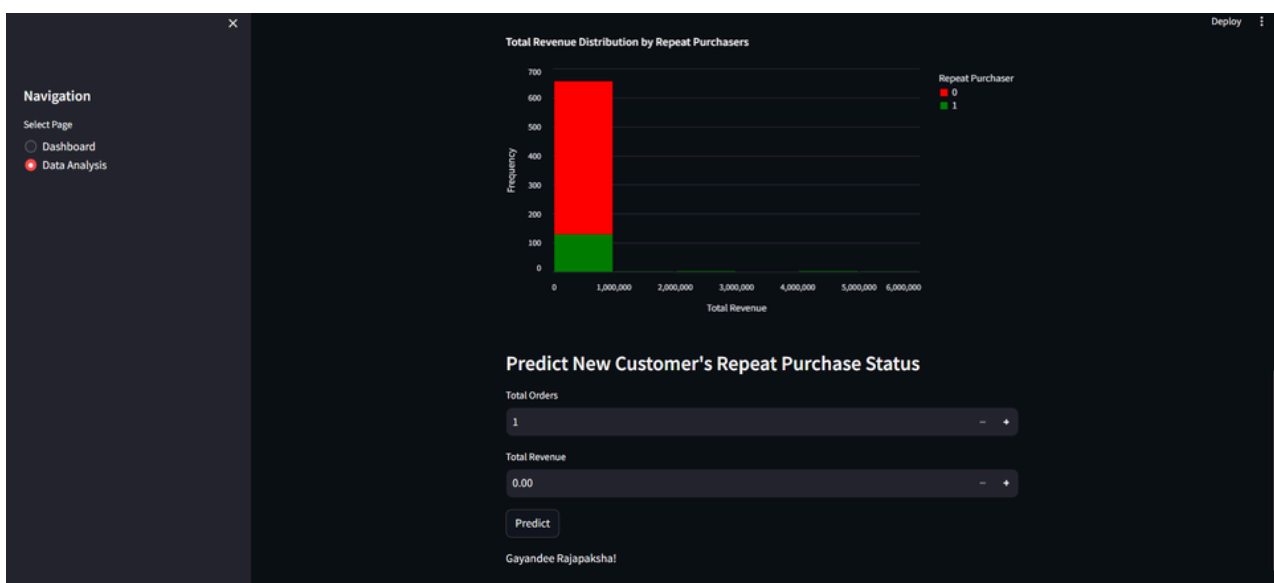 Deploy
Navigation
Select Page
Dashboard
Data Analysis
Total Revenue Distribution by Repeat Purchasers
700
600
500
400
300
200
100
0
Frequency
0 1,000,000 2,000,000 3,000,000 4,000,000 5,000,000 6,000,000
Total Revenue
Repeat Purchaser
0
1
Predict New Customer's Repeat Purchase Status
Total Orders
1
Total Revenue
0.00
Predict
Gayandee Rajapaksha!